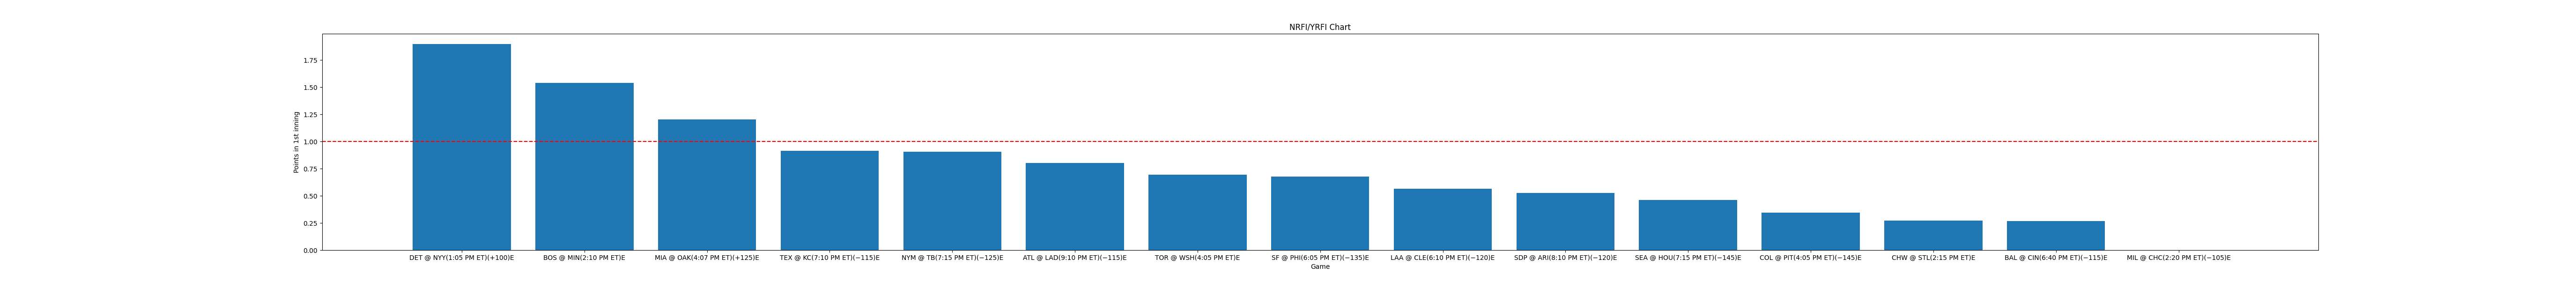 NRFI/YRFI Chart
Points in 1st inning
1.75
1.50
1.25
1.00
0.75
0.50
0.25
0.00
DET @ NYY(1:05 PM ET)(+100)E
BOS @ MIN(2:10 PM ET)E
MIA @ OAK(4:07 PM ET)(+125)E
TEX @ KC(7:10 PM ET)(−115)E
NYM @ TB(7:15 PM ET)(−125)E
ATL @ LAD(9:10 PM ET)(−115)E
TOR @ WSH(4:05 PM ET)E
SF @ PHI(6:05 PM ET)(−135)E
LAA @ CLE(6:10 PM ET)(−120)E
SDP @ ARI(8:10 PM ET)(−120)E
SEA @ HOU(7:15 PM ET)(−145)E
COL @ PIT(4:05 PM ET)(−145)E
CHW @ STL(2:15 PM ET)E
BAL @ CIN(6:40 PM ET)(−115)E
MIL @ CHC(2:20 PM ET)(−105)E
Game